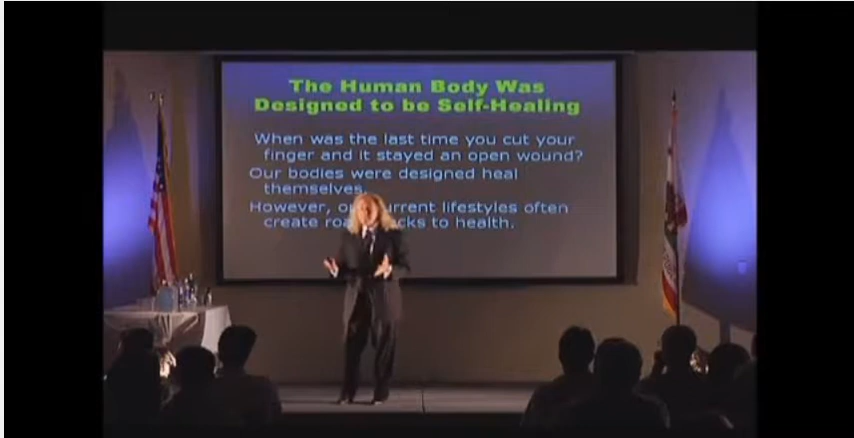 The Human Body Was
Designed to be Self-Healing
When was the last time you cut your
finger and it stayed an open wound?
Our bodies were designed heal
themselves.
However, current lifestyles often
create to health.